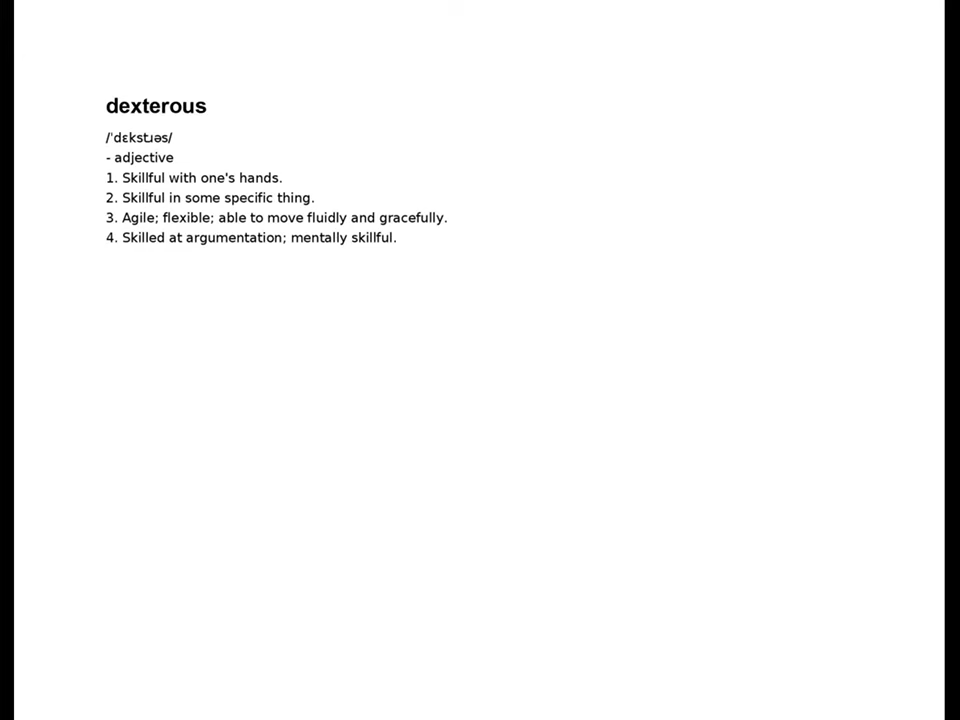 dexterous
/ˈdɛkstɹəs/
- adjective
1. Skillful with one's hands.
2. Skillful in some specific thing.
3. Agile; flexible; able to move fluidly and gracefully.
4. Skilled at argumentation; mentally skillful.